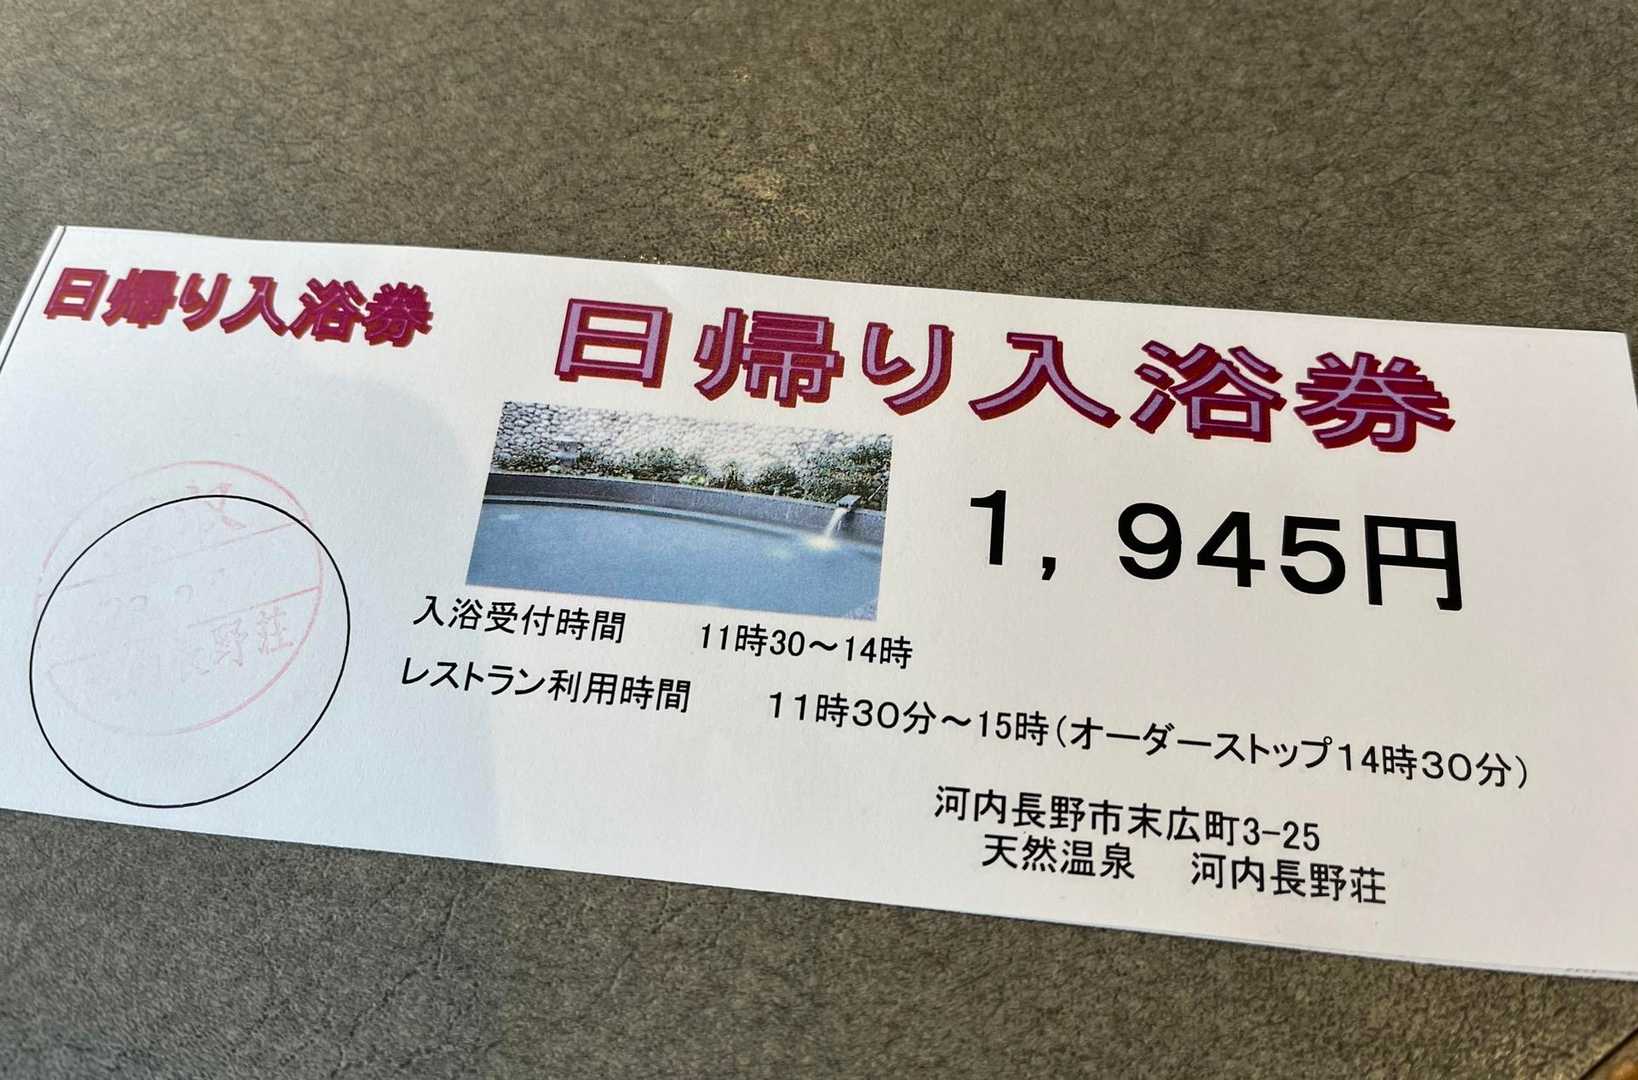 日帰り入浴券
野荘
日帰り入浴券
1,945円
入浴受付時間 11時30~14時
レストラン利用時間 11時30分~15時(オーダーストップ14時30分)
河内長野市末広町3-25
天然温泉 河内長野荘